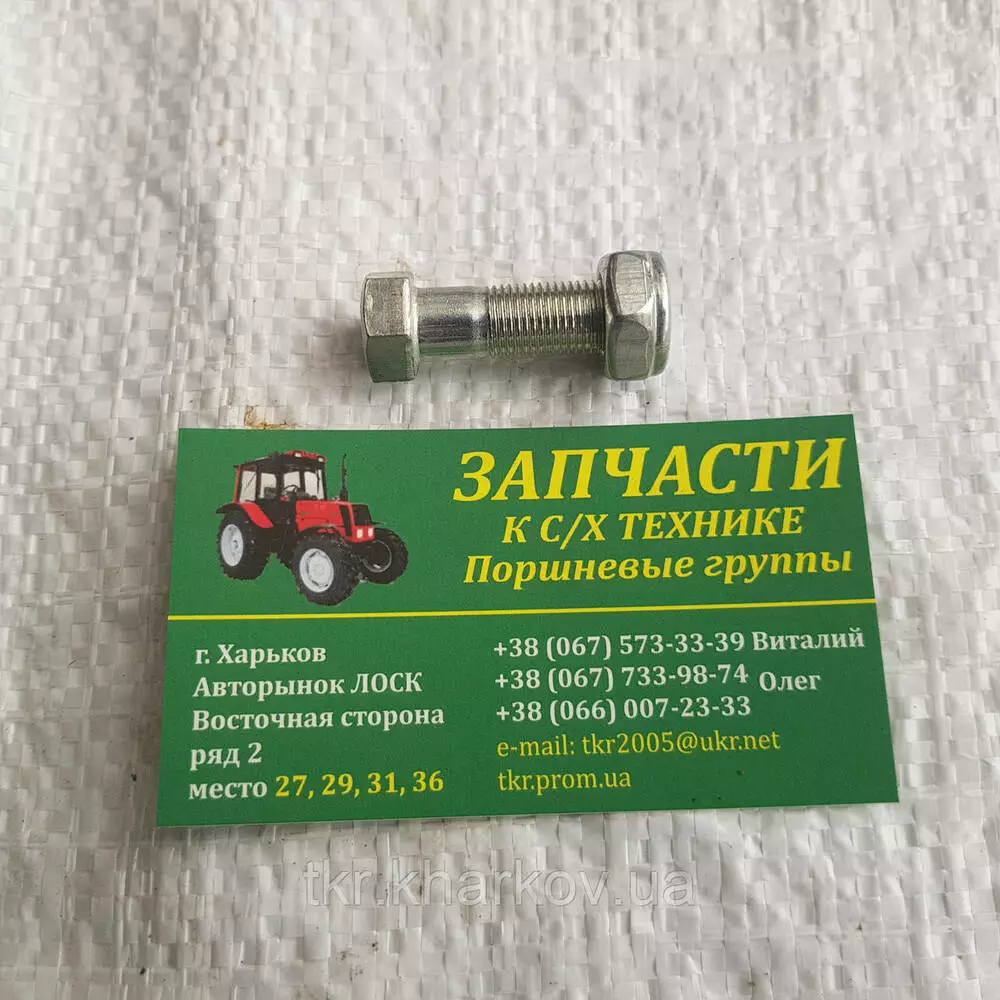 ЗАПЧАСТИ
К С/Х ТЕХНИКЕ
Поршневые группы
г. Харьков
Авторынок ЛОСК
Восточная сторона
ряд 2
место 27, 29, 31, 36
+38 (067) 573-33-39 Виталий
+38 (067) 733-98-74 Олег
+38 (066) 007-23-33
e-mail: tkr2005@ukr.net
tkr.prom.ua
tkr.kharkov.ua